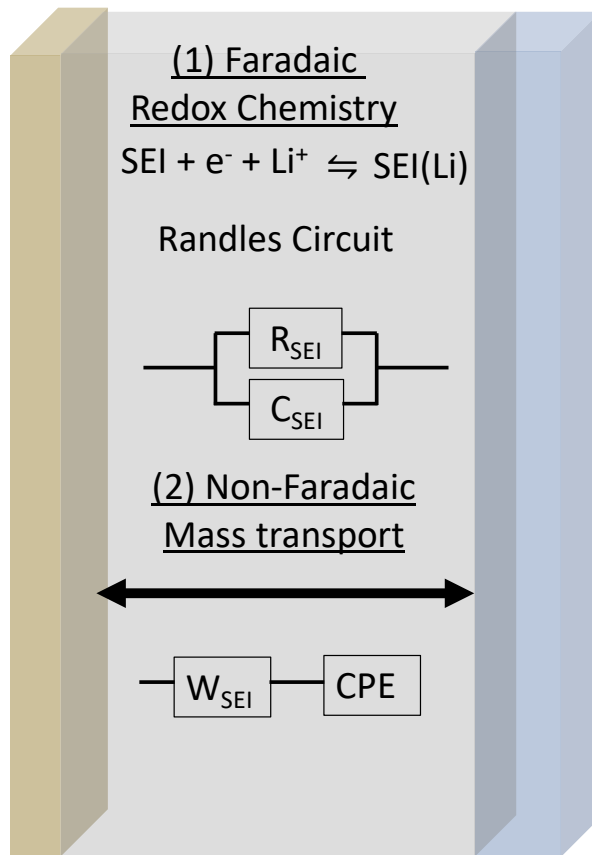 (1) Faradaic
Redox Chemistry
SEI + e⁻ + Li⁺ ⇋ SEI(Li)
Randles Circuit
R_SEI
C_SEI
(2) Non-Faradaic
Mass transport
W_SEI CPE